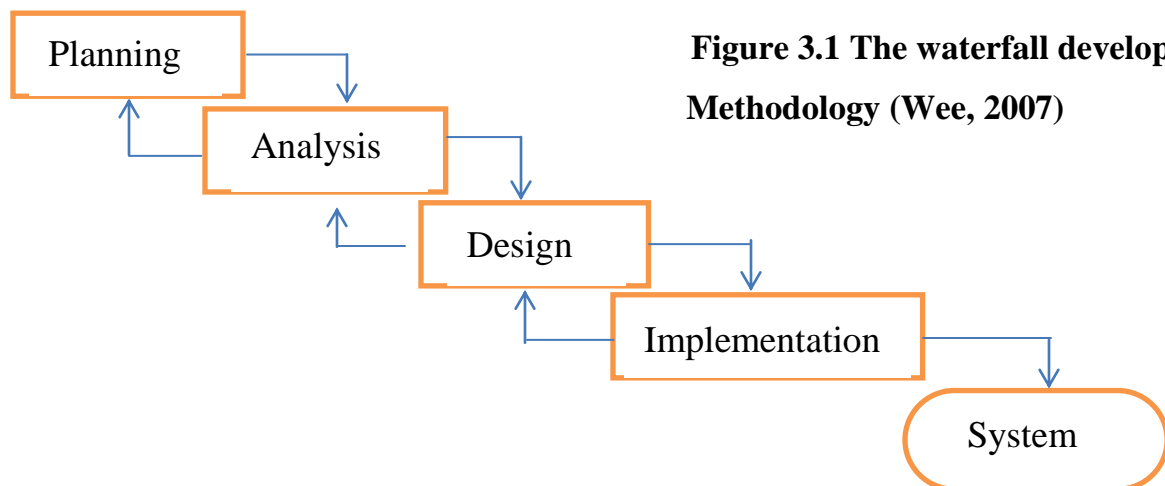 Planning
Figure 3.1 The waterfall develop
Methodology (Wee, 2007)
Analysis
Design
Implementation
System